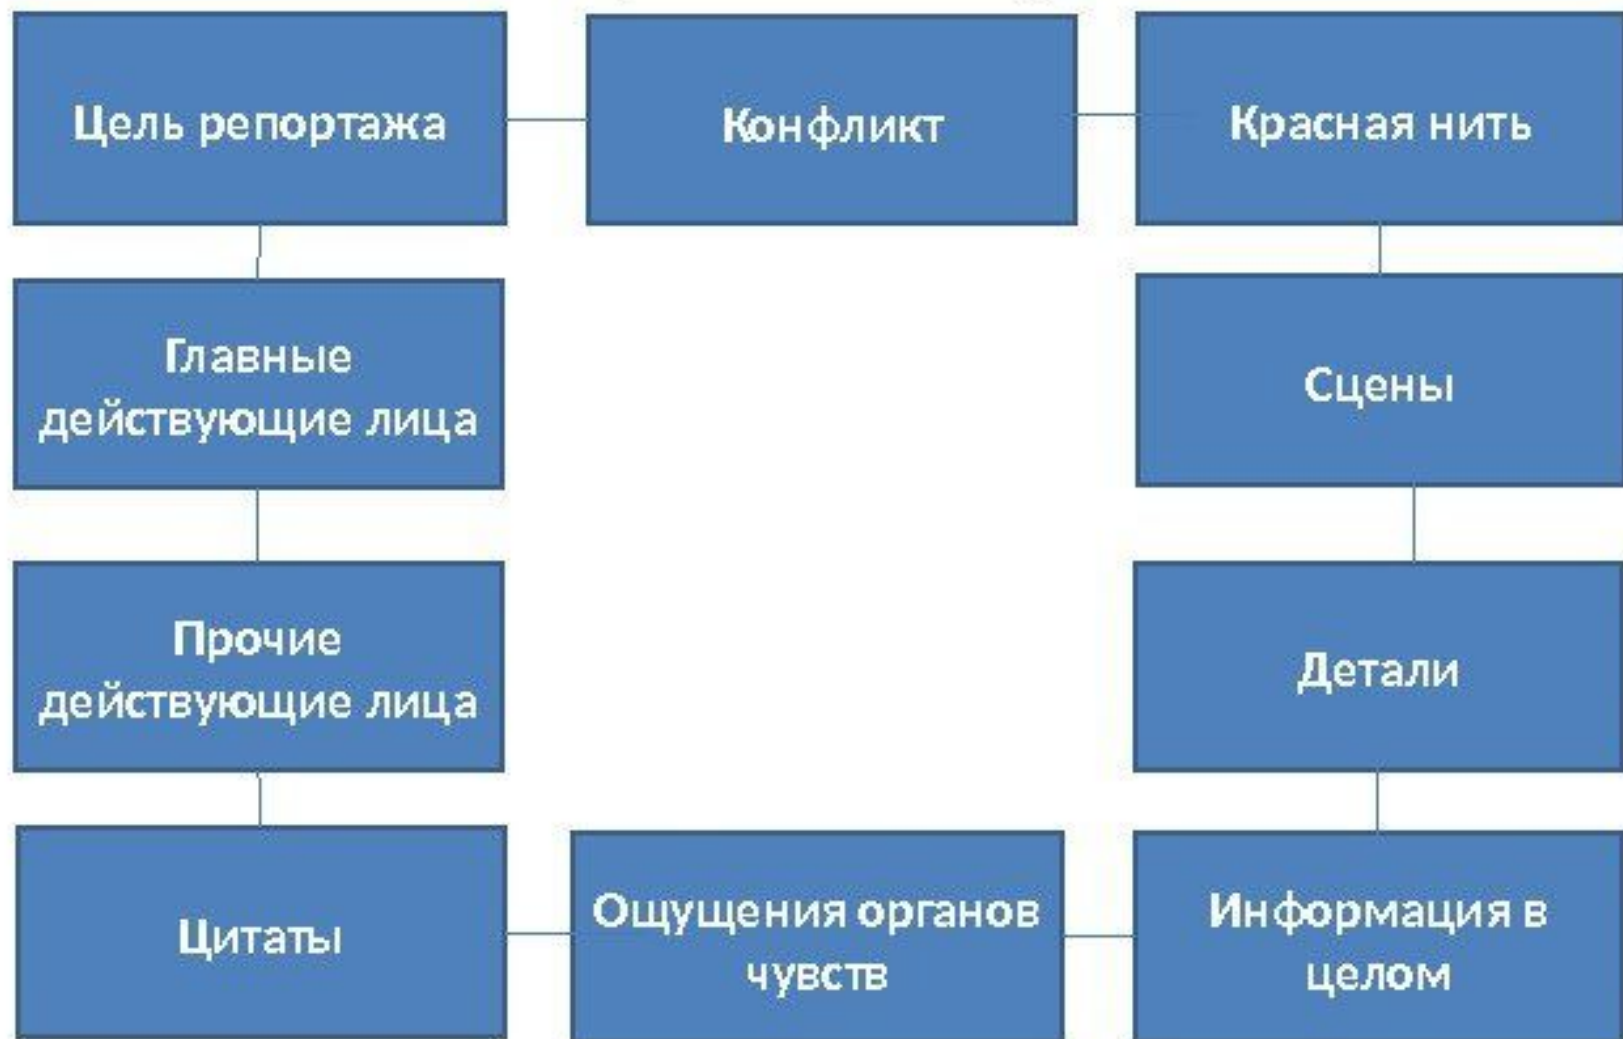 Цель репортажа
Конфликт
Красная нить
Главные
действующие лица
Сцены
Прочие
действующие лица
Детали
Цитаты
Ощущения органов
чувств
Информация в
целом